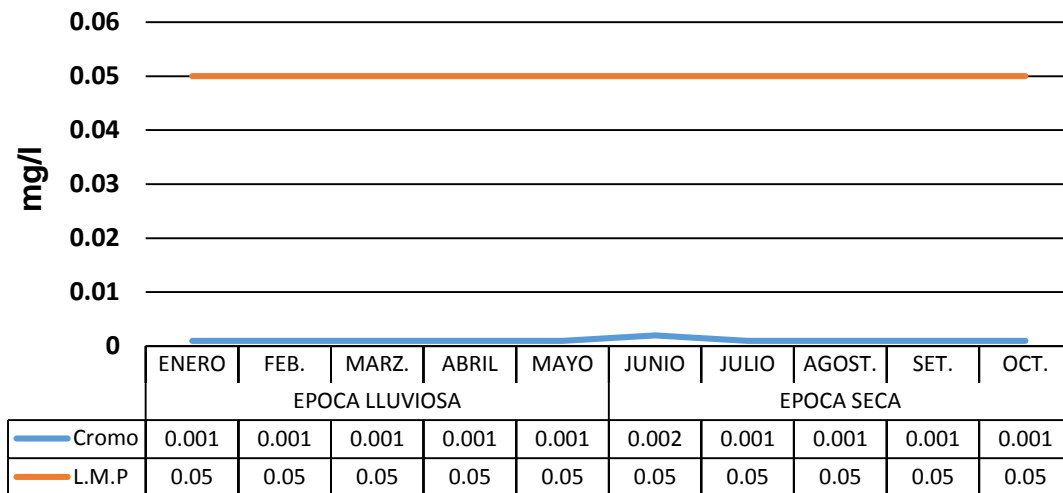 0.06
0.05
0.04
0.03
0.02
0.01
0
mg/l
ENERO FEB. MARZ. ABRIL MAYO JUNIO JULIO AGOST. SET. OCT.
EPOCA LLUVIOSA EPOCA SECA
Cromo 0.001 0.001 0.001 0.001 0.001 0.002 0.001 0.001 0.001 0.001
L.M.P 0.05 0.05 0.05 0.05 0.05 0.05 0.05 0.05 0.05 0.05